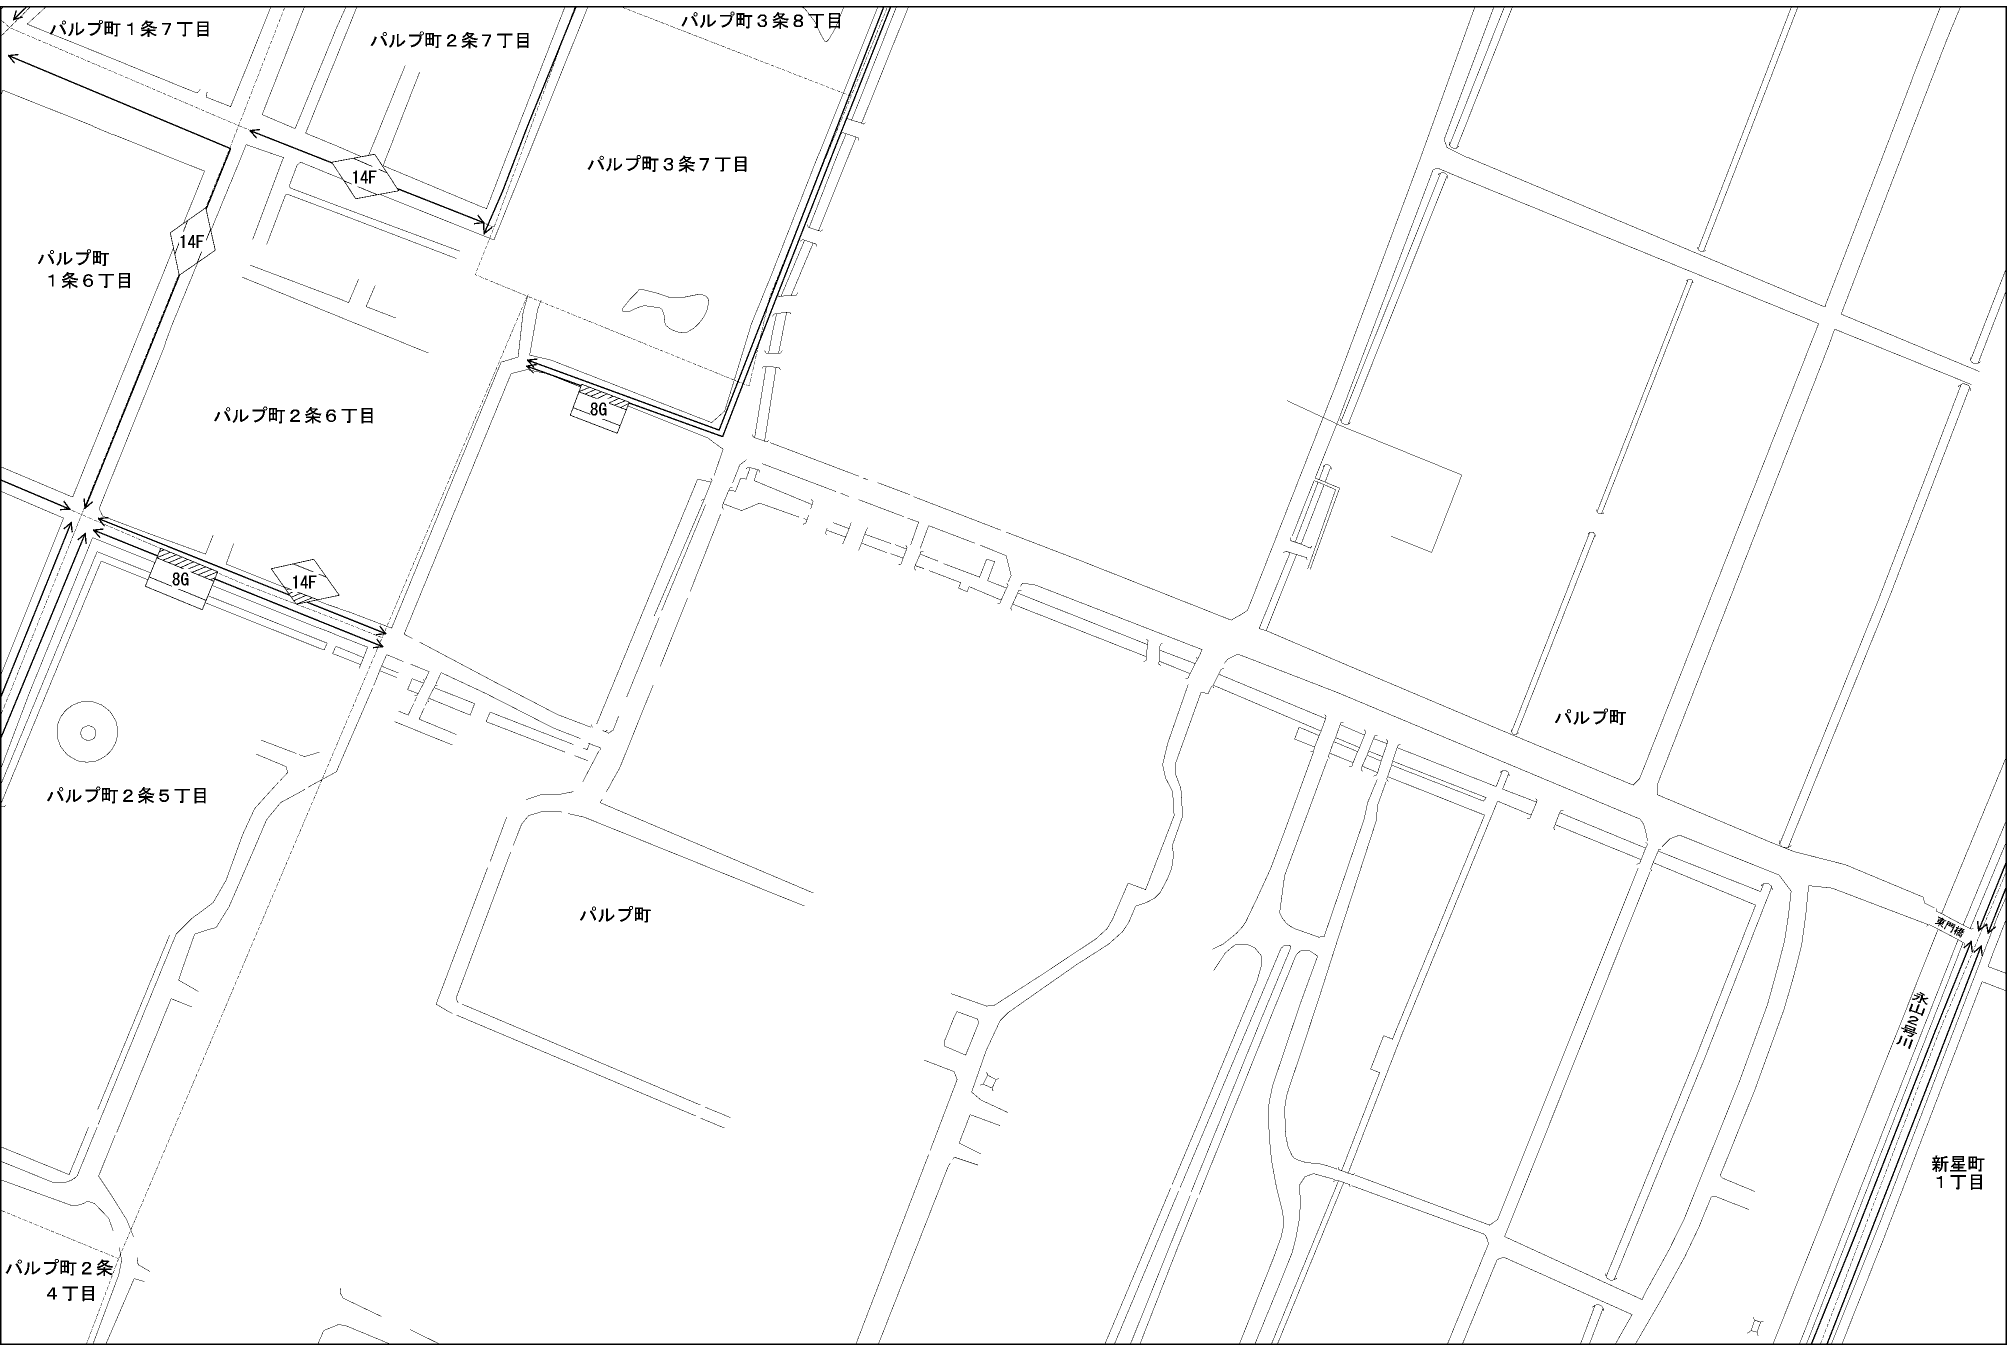 パルプ町１条７丁目
パルプ町２条７丁目
パルプ町３条８丁目
14F
パルプ町３条７丁目
14F
パルプ町
１条６丁目
パルプ町２条６丁目
8G
8G
14F
パルプ町
パルプ町２条５丁目
パルプ町
東門橋
永山２号川
新星町
１丁目
パルプ町２条
４丁目